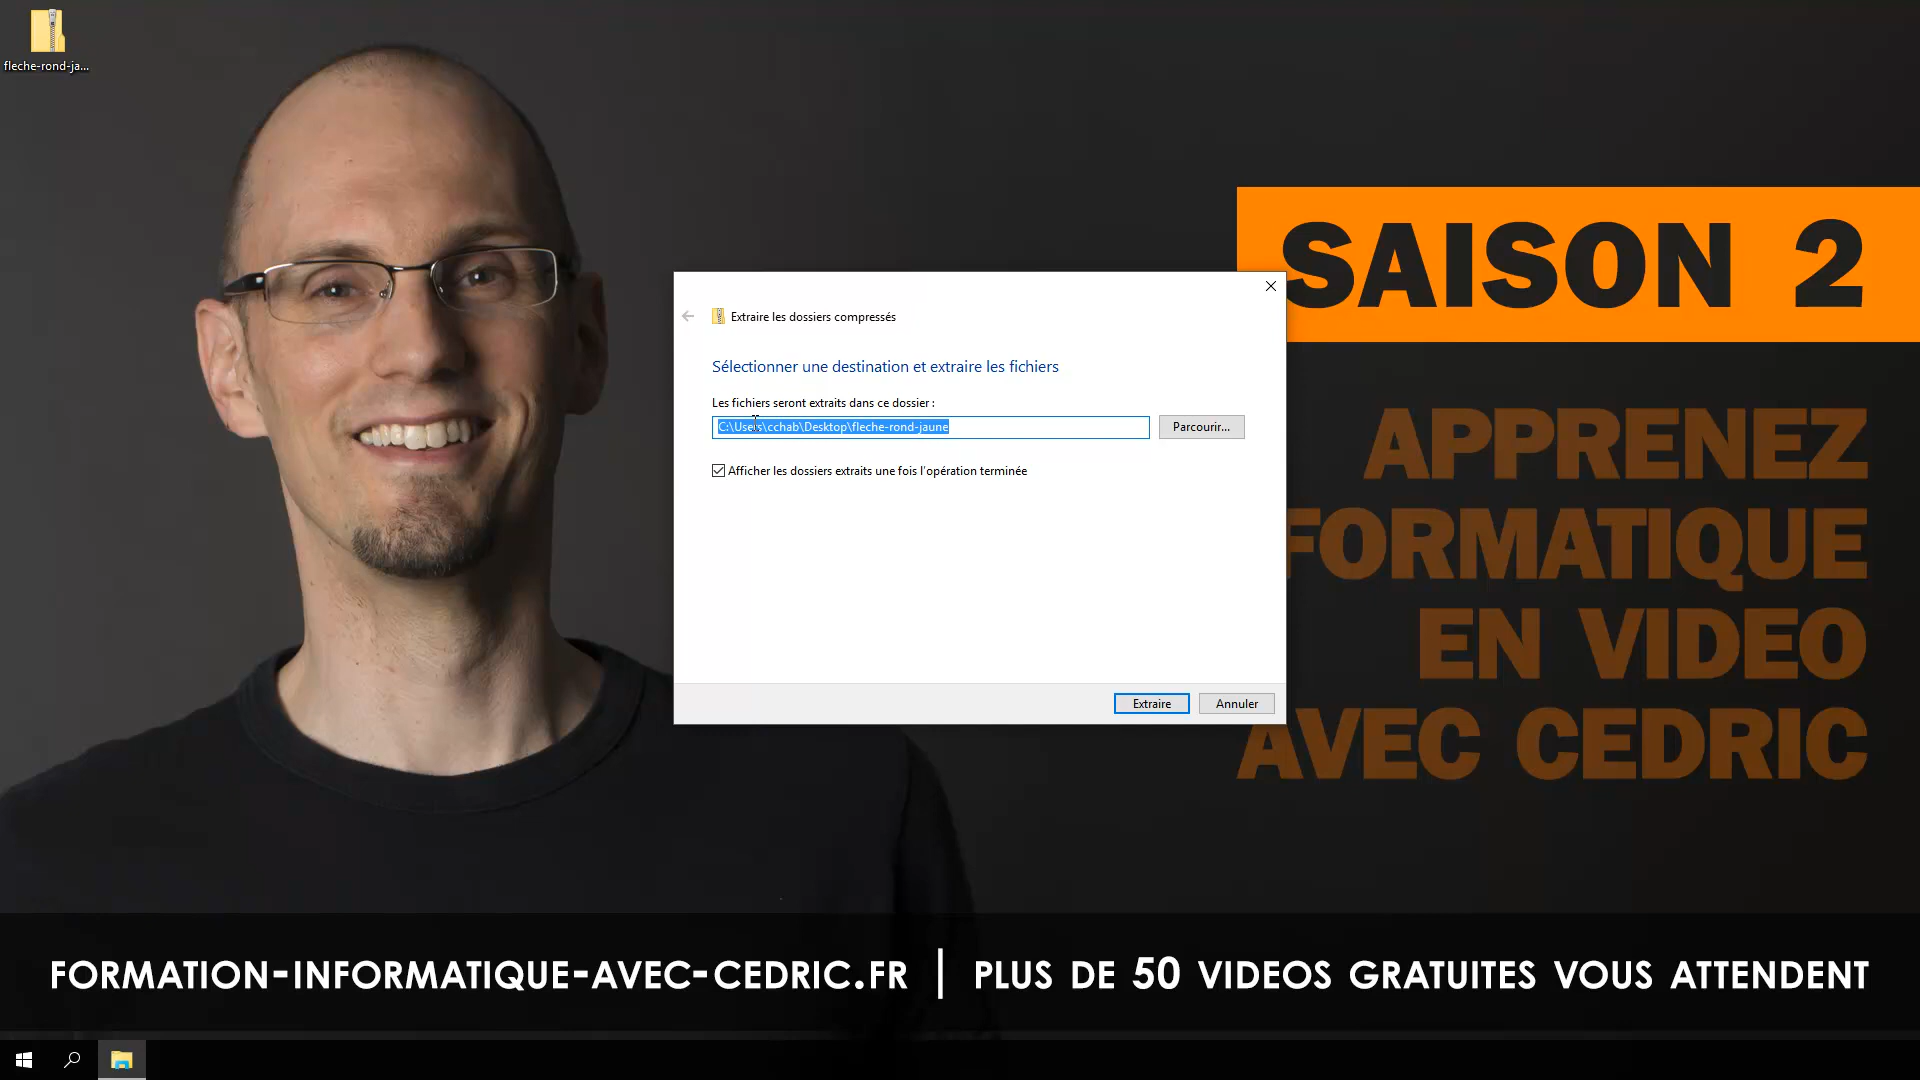 fleche-rond-ja...
SAISON 2
Extraire les dossiers compressés
Sélectionner une destination et extraire les fichiers
Les fichiers seront extraits dans ce dossier :
C:\Users\cchab\Desktop\fleche-rond-jaune
Parcourir...
Afficher les dossiers extraits une fois l'opération terminée
Extraire
Annuler
APPRENEZ
FORMATIQUE
EN VIDEO
AVEC CEDRIC
FORMATION-INFORMATIQUE-AVEC-CEDRIC.FR | PLUS DE 50 VIDEOS GRATUITES VOUS ATTENDENT